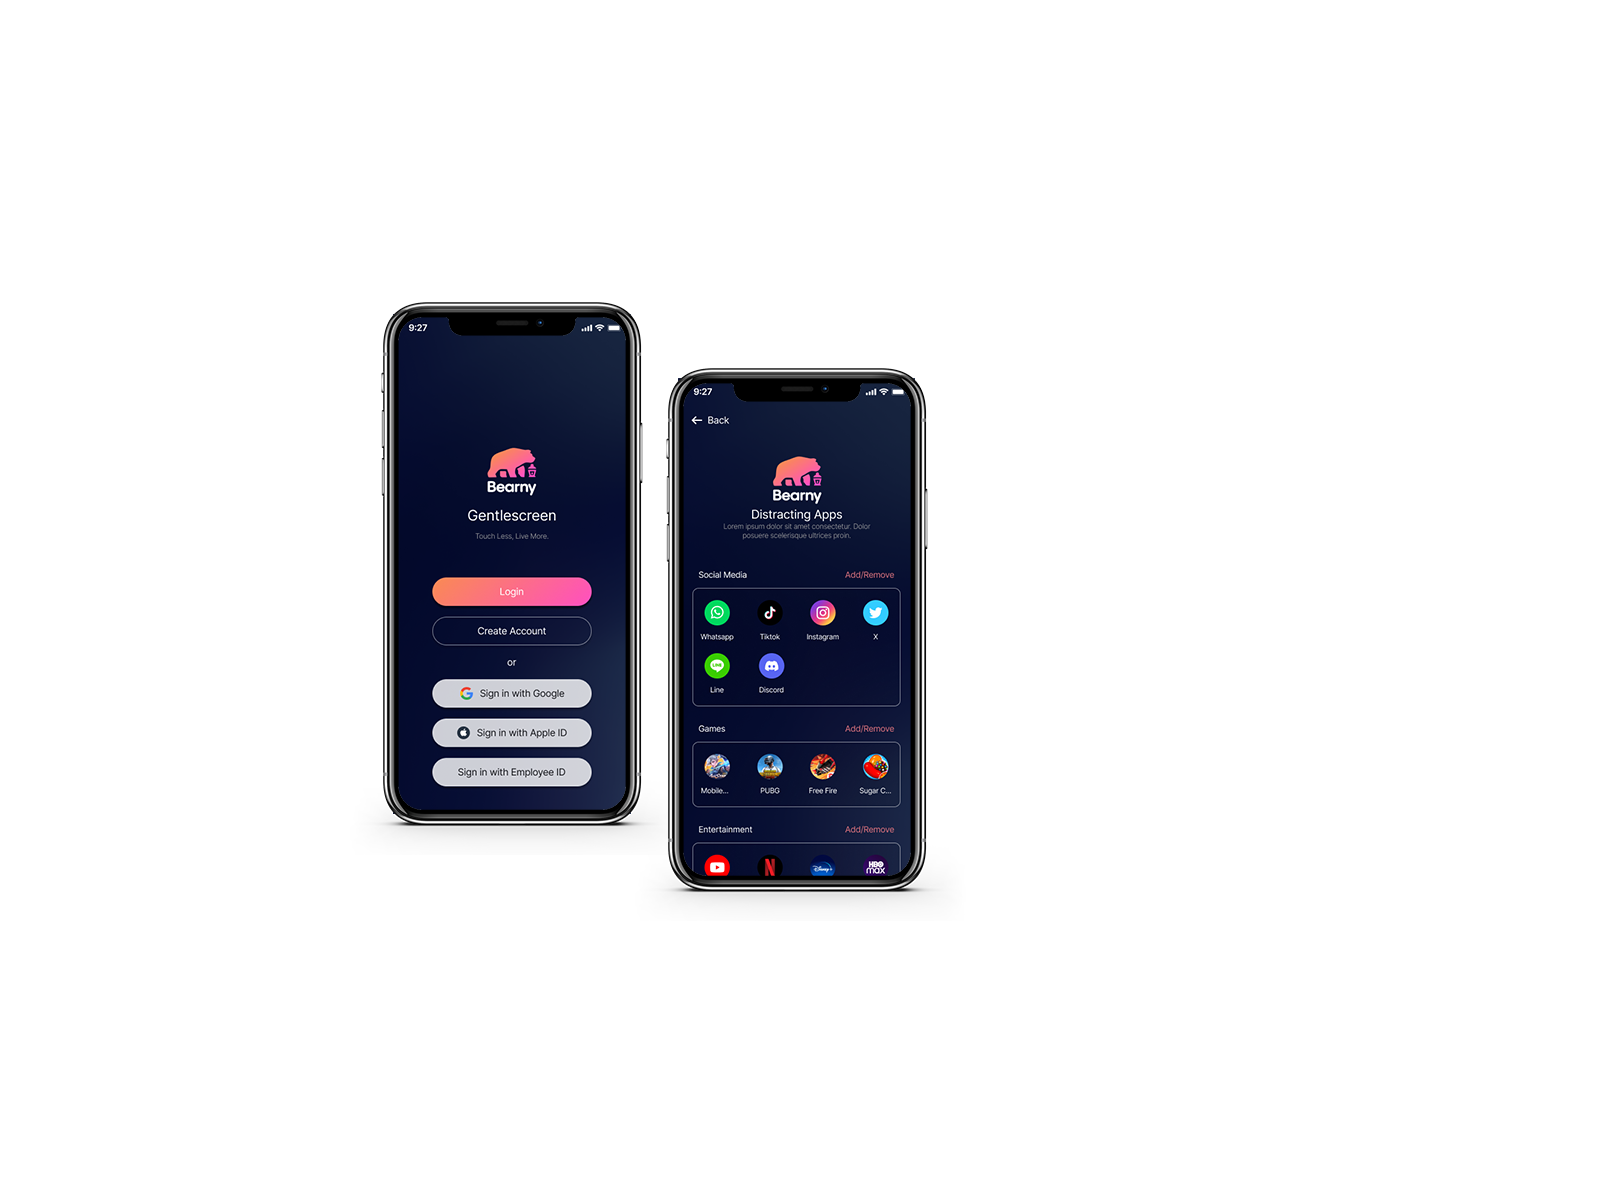 9:27
Bearny
Gentlescreen
Touch Less, Live More.
Login
Create Account
or
Sign in with Google
Sign in with Apple ID
Sign in with Employee ID
9:27
Back
Bearny
Distracting Apps
Lorem ipsum dolor sit amet consectetur. Dolor
posuere scelerisque ultrices proin.
Social Media Add/Remove
Whatsapp Tiktok Instagram X
LINE
Line Discord
Games Add/Remove
Mobile... PUBG Free Fire Sugar C...
Entertainment Add/Remove
N Disney+ HBO
max